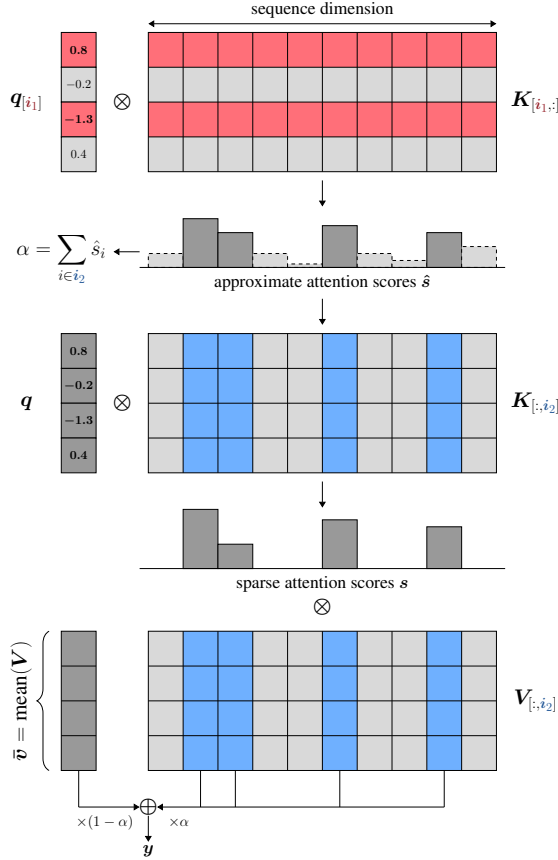 sequence dimension
0.8
−0.2
−1.3
0.4
q[i₁]
⊗
K[i₁,:]
α = ∑ i∈i₂ ŝᵢ
approximate attention scores ŝ
0.8
-0.2
-1.3
0.4
q
⊗
K[:,i₂]
sparse attention scores s
⊗
v̄ = mean(V)
V[:,i₂]
×(1 − α)
⊕
×α
y